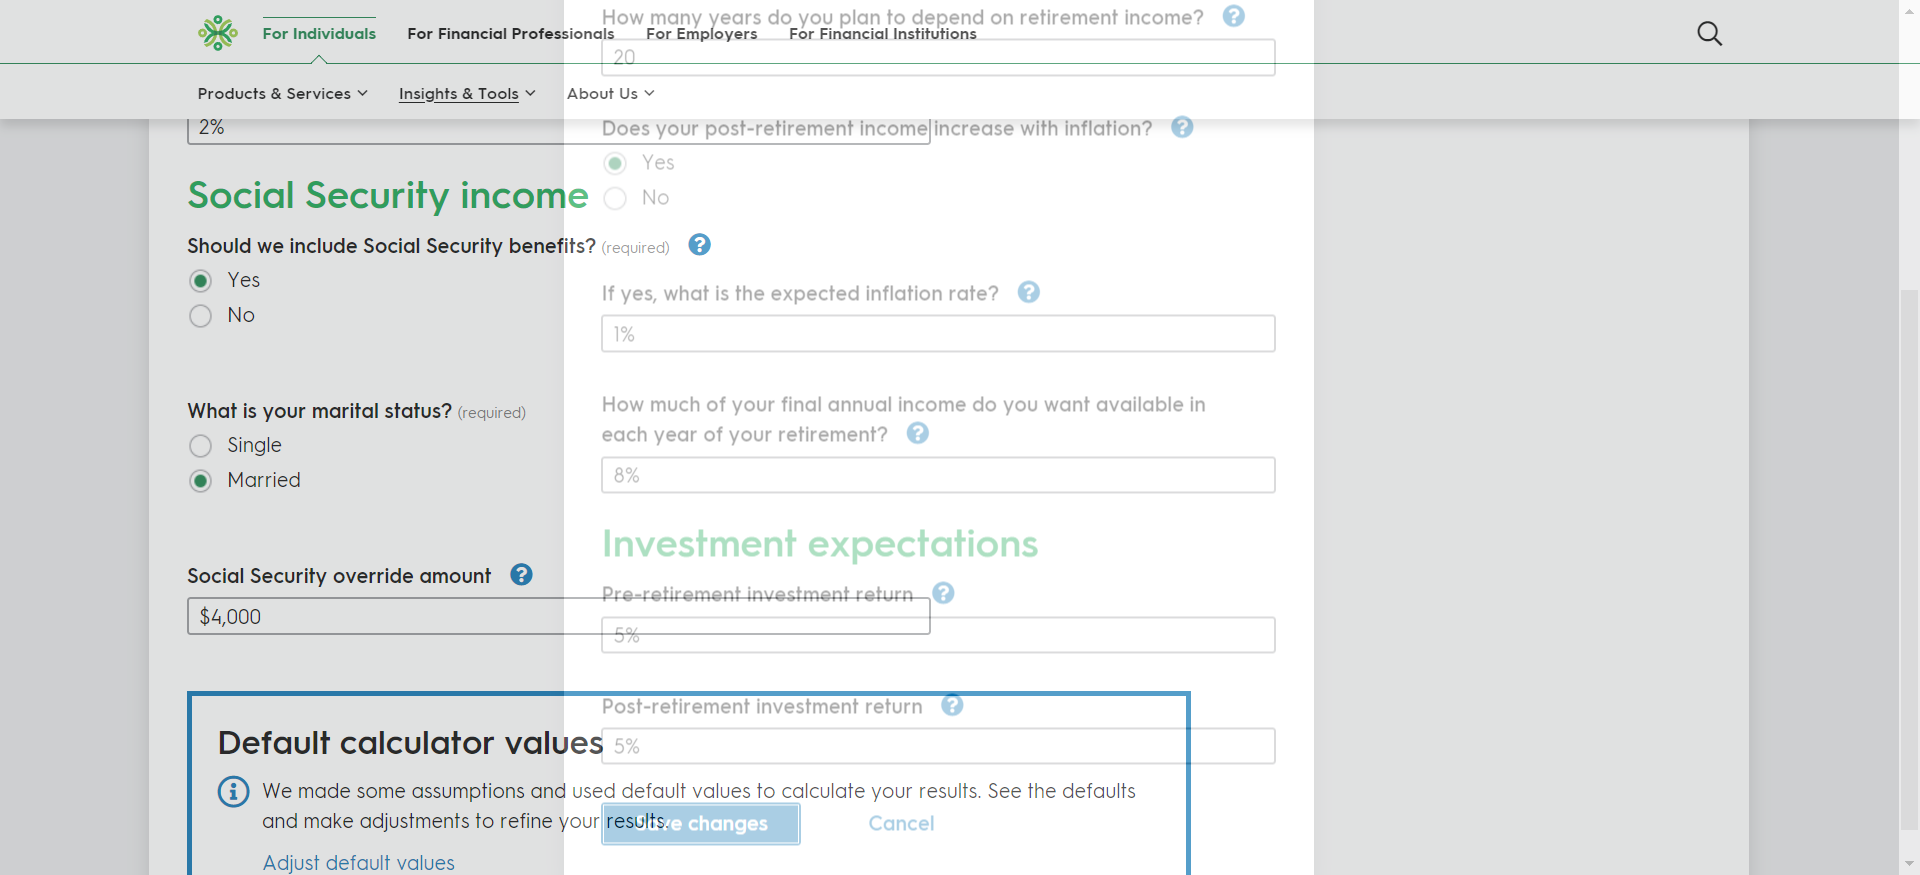 For Individuals
For Financial Professionals
For Employers
For Financial Institutions
Products & Services
Insights & Tools
About Us
2%
Social Security income
Should we include Social Security benefits? (required)
Yes
No
What is your marital status? (required)
Single
Married
Social Security override amount
$4,000
Default calculator values
We made some assumptions and used default values to calculate your results. See the defaults
and make adjustments to refine your results.
Adjust default values
How many years do you plan to depend on retirement income?
20
Does your post-retirement income increase with inflation?
Yes
No
If yes, what is the expected inflation rate?
1%
How much of your final annual income do you want available in
each year of your retirement?
8%
Investment expectations
Pre-retirement investment return
5%
Post-retirement investment return
5%
Save changes
Cancel